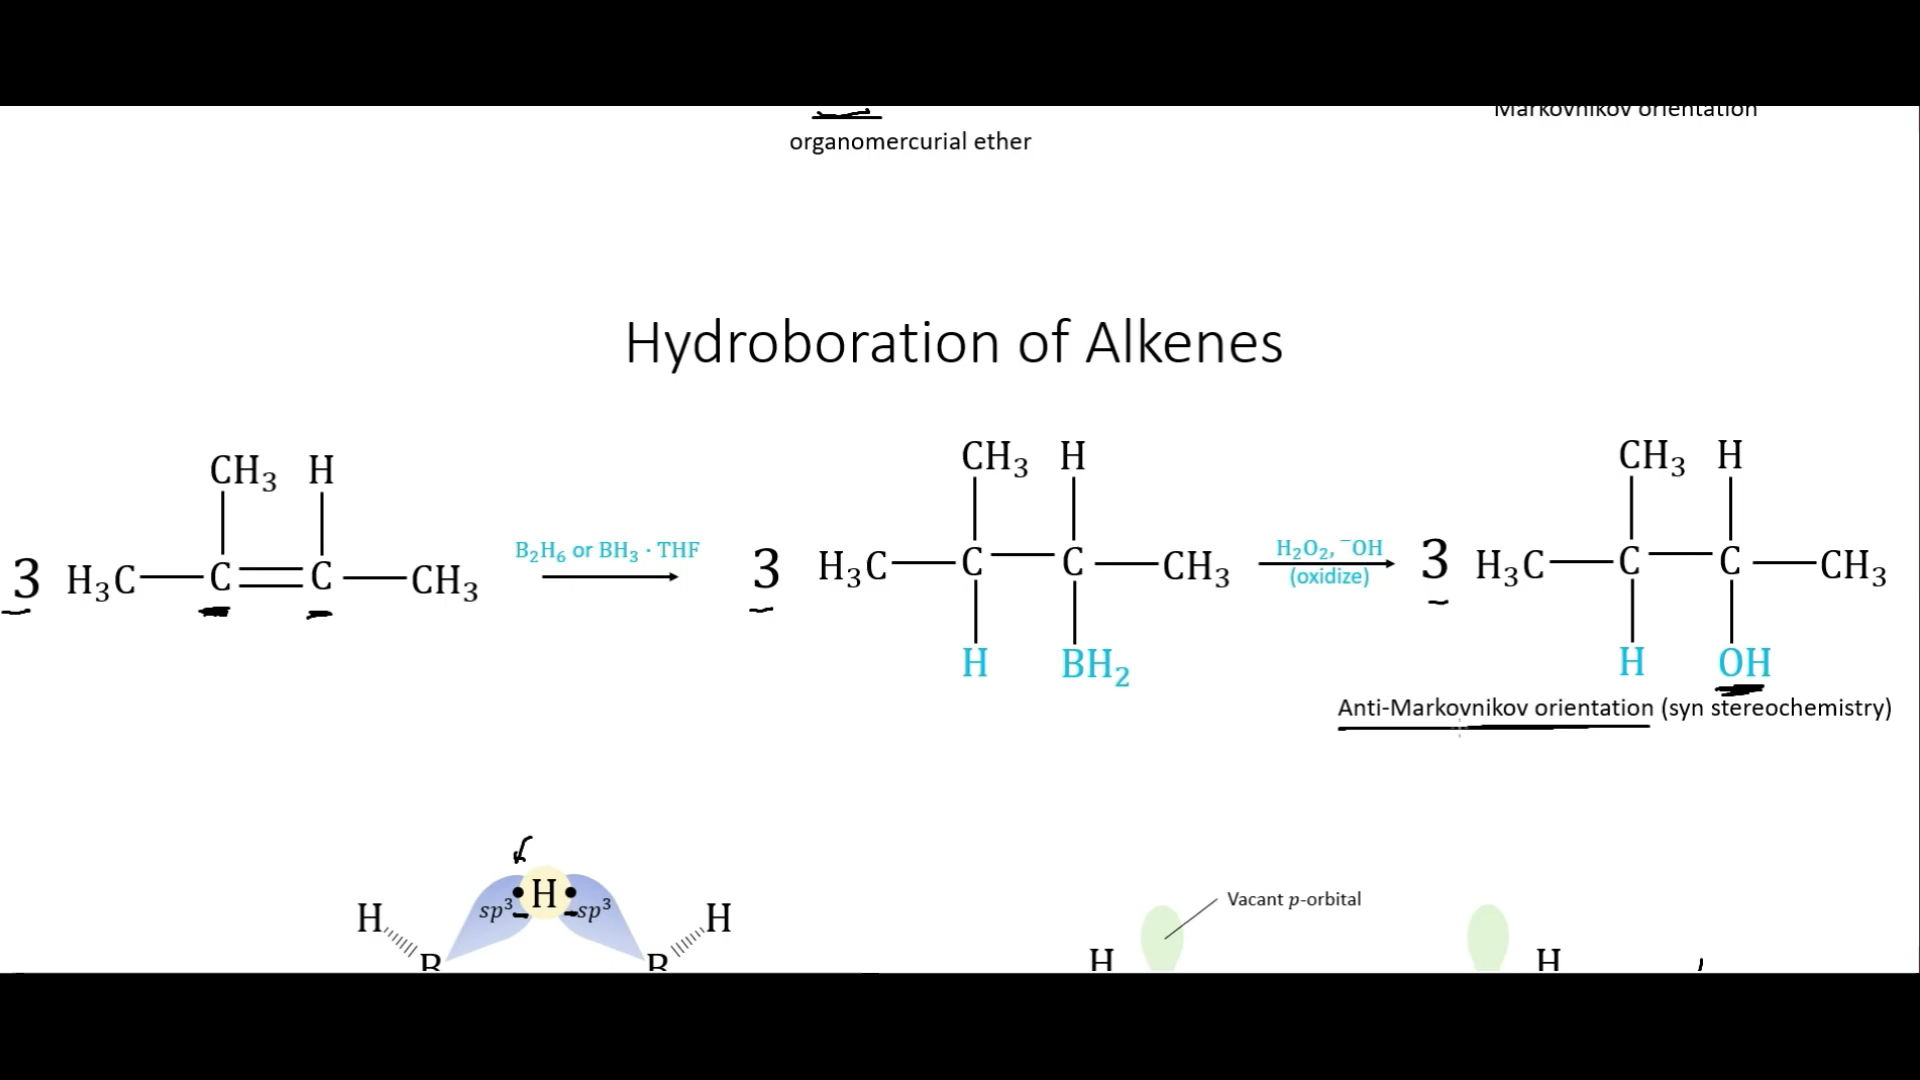 Markovnikov orientation
organomercurial ether
Hydroboration of Alkenes
CH₃ H
3 H₃C C C CH₃
B₂H₆ or BH₃ · THF
CH₃ H
3 H₃C C C CH₃
H BH₂
H₂O₂, ⁻OH
(oxidize)
CH₃ H
3 H₃C C C CH₃
H OH
Anti-Markovnikov orientation (syn stereochemistry)
H sp³ H sp³ H
B B
Vacant p-orbital
H H